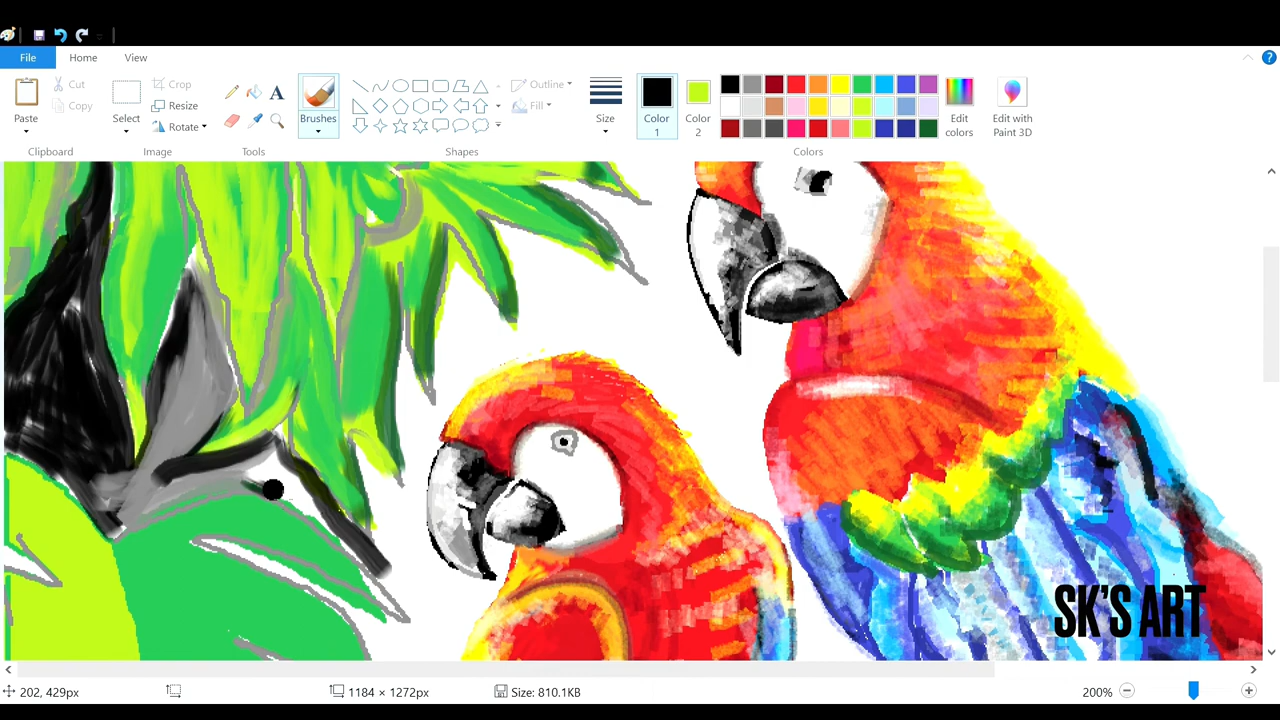 File Home View
Paste Cut Copy
Select Crop Resize Rotate
A
Brushes
Outline Fill
Size
Color 1
Color 2
Edit colors
Edit with Paint 3D
Clipboard Image Tools Shapes Colors
SK'S ART
202, 429px 1184 × 1272px Size: 810.1KB 200%